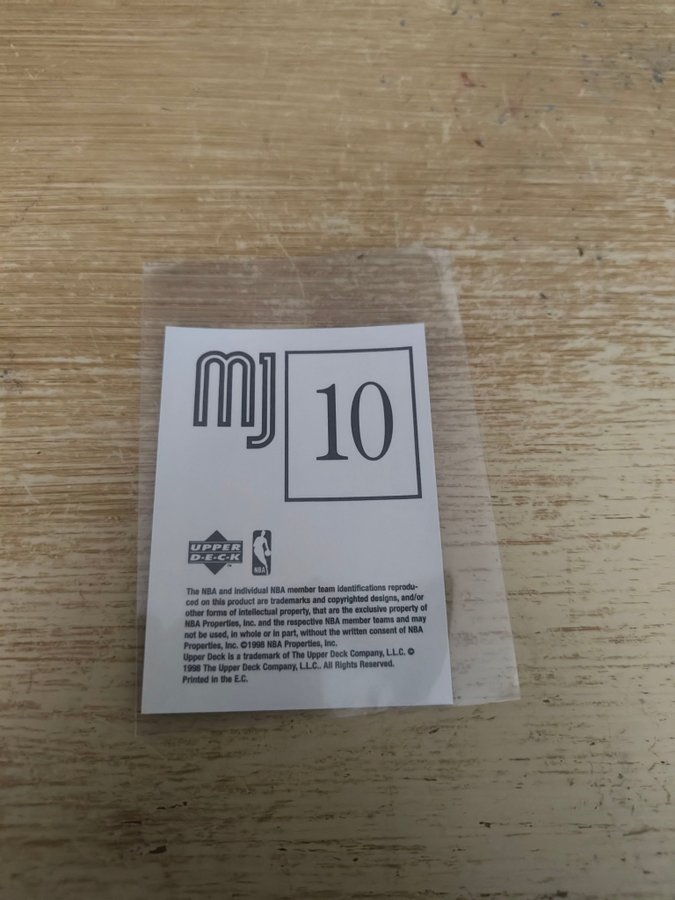 MJ
10
UPPER
D·E·C·K
TM
NBA
The NBA and individual NBA member team identifications reprodu-
ced on this product are trademarks and copyrighted designs, and/or
other forms of intellectual property, that are the exclusive property of
NBA Properties, Inc. and the respective NBA member teams and may
not be used, in whole or in part, without the written consent of NBA
Properties, Inc. ©1998 NBA Properties, Inc.
Upper Deck is a trademark of The Upper Deck Company, L.L.C. ©
1998 The Upper Deck Company, L.L.C.. All Rights Reserved.
Printed in the E.C.